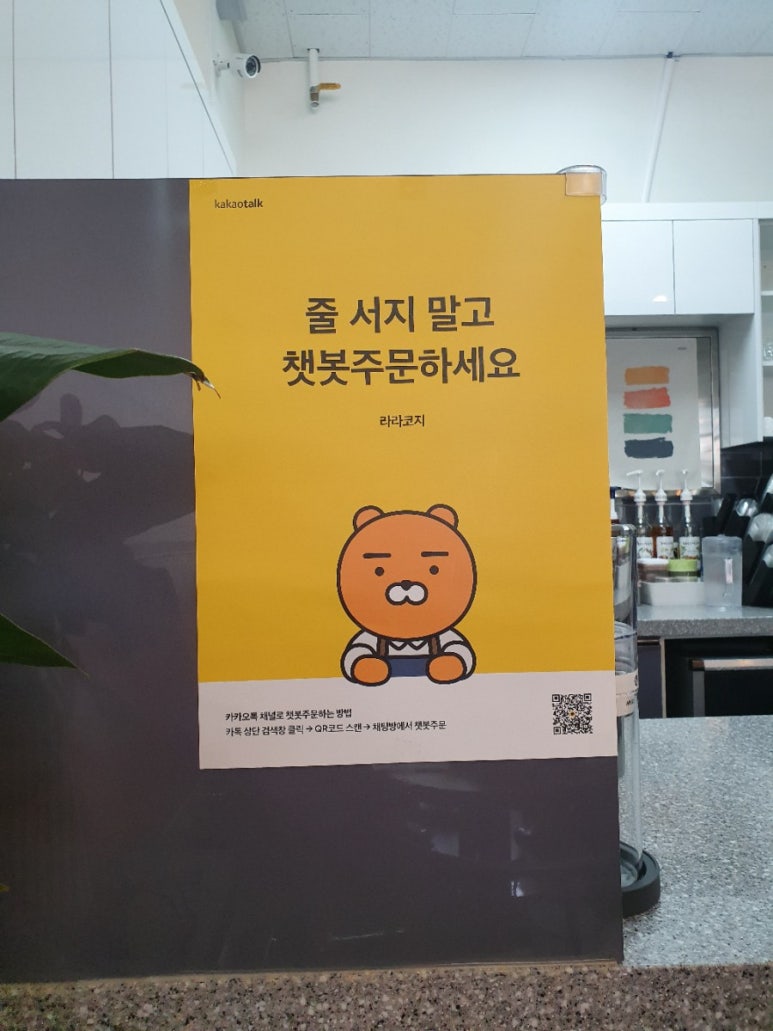 kakaotalk
줄 서지 말고
챗봇주문하세요
라라코지
카카오톡 채널로 챗봇주문하는 방법
카톡 상단 검색창 클릭 → QR코드 스캔 → 채팅방에서 챗봇주문